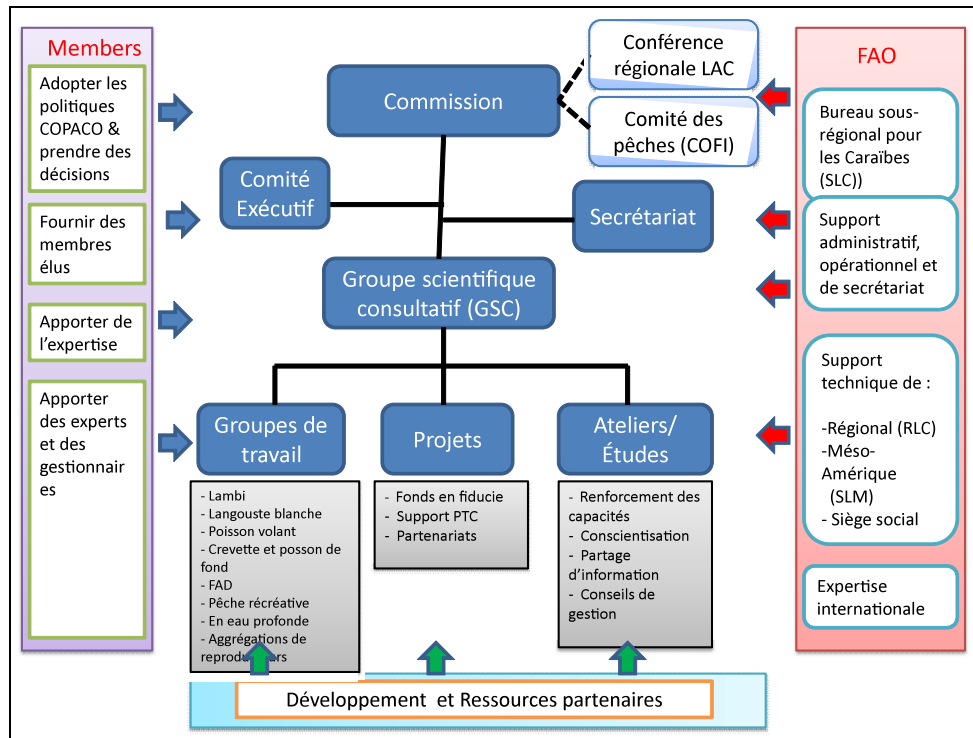 Members
Adopter les
politiques
COPACO &
prendre des
décisions
Fournir des
membres
élus
Apporter de
l'expertise
Apporter
des experts
et des
gestionnair
es
Commission
Conférence
régionale LAC
Comité des
pêches (COFI)
Comité
Exécutif
Secrétariat
Groupe scientifique
consultatif (GSC)
Groupes de
travail
Projets
Ateliers/
Études
- Lambi
- Langouste blanche
- Poisson volant
- Crevette et posson de
fond
- FAD
- Pêche récréative
- En eau profonde
- Aggrégations de
- Fonds en fiducie
- Support PTC
- Partenariats
- Renforcement des
capacités
- Conscientisation
- Partage
d'information
- Conseils de
gestion
FAO
Bureau sous-
régional pour
les Caraïbes
(SLC))
Support
administratif,
opérationnel et
de secrétariat
Support
technique de :
-Régional (RLC)
-Méso-
Amérique
(SLM)
- Siège social
Expertise
internationale
Développement et Ressources partenaires